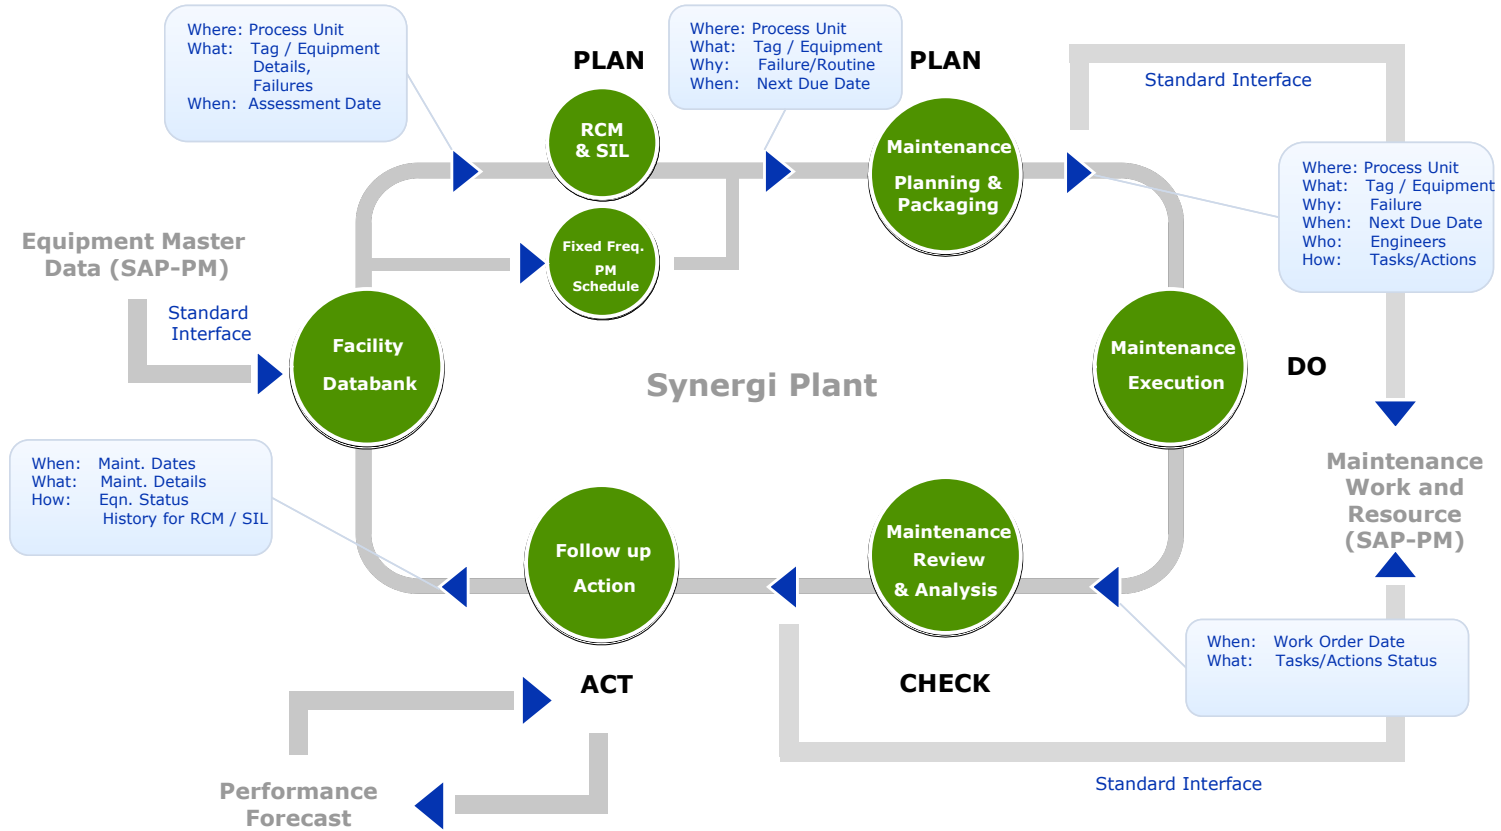 Where: Process Unit
What: Tag / Equipment
Details,
Failures
When: Assessment Date
PLAN
Where: Process Unit
What: Tag / Equipment
Why: Failure/Routine
When: Next Due Date
PLAN
Standard Interface
RCM
& SIL
Maintenance
Planning &
Packaging
Where: Process Unit
What: Tag / Equipment
Why: Failure
When: Next Due Date
Who: Engineers
How: Tasks/Actions
Equipment Master
Data (SAP-PM)
Fixed Freq.
PM
Schedule
Standard
Interface
Facility
Databank
Synergi Plant
Maintenance
Execution
DO
When: Maint. Dates
What: Maint. Details
How: Eqn. Status
History for RCM / SIL
Maintenance
Work and
Resource
(SAP-PM)
Follow up
Action
Maintenance
Review
& Analysis
When: Work Order Date
What: Tasks/Actions Status
ACT
CHECK
Performance
Forecast
Standard Interface